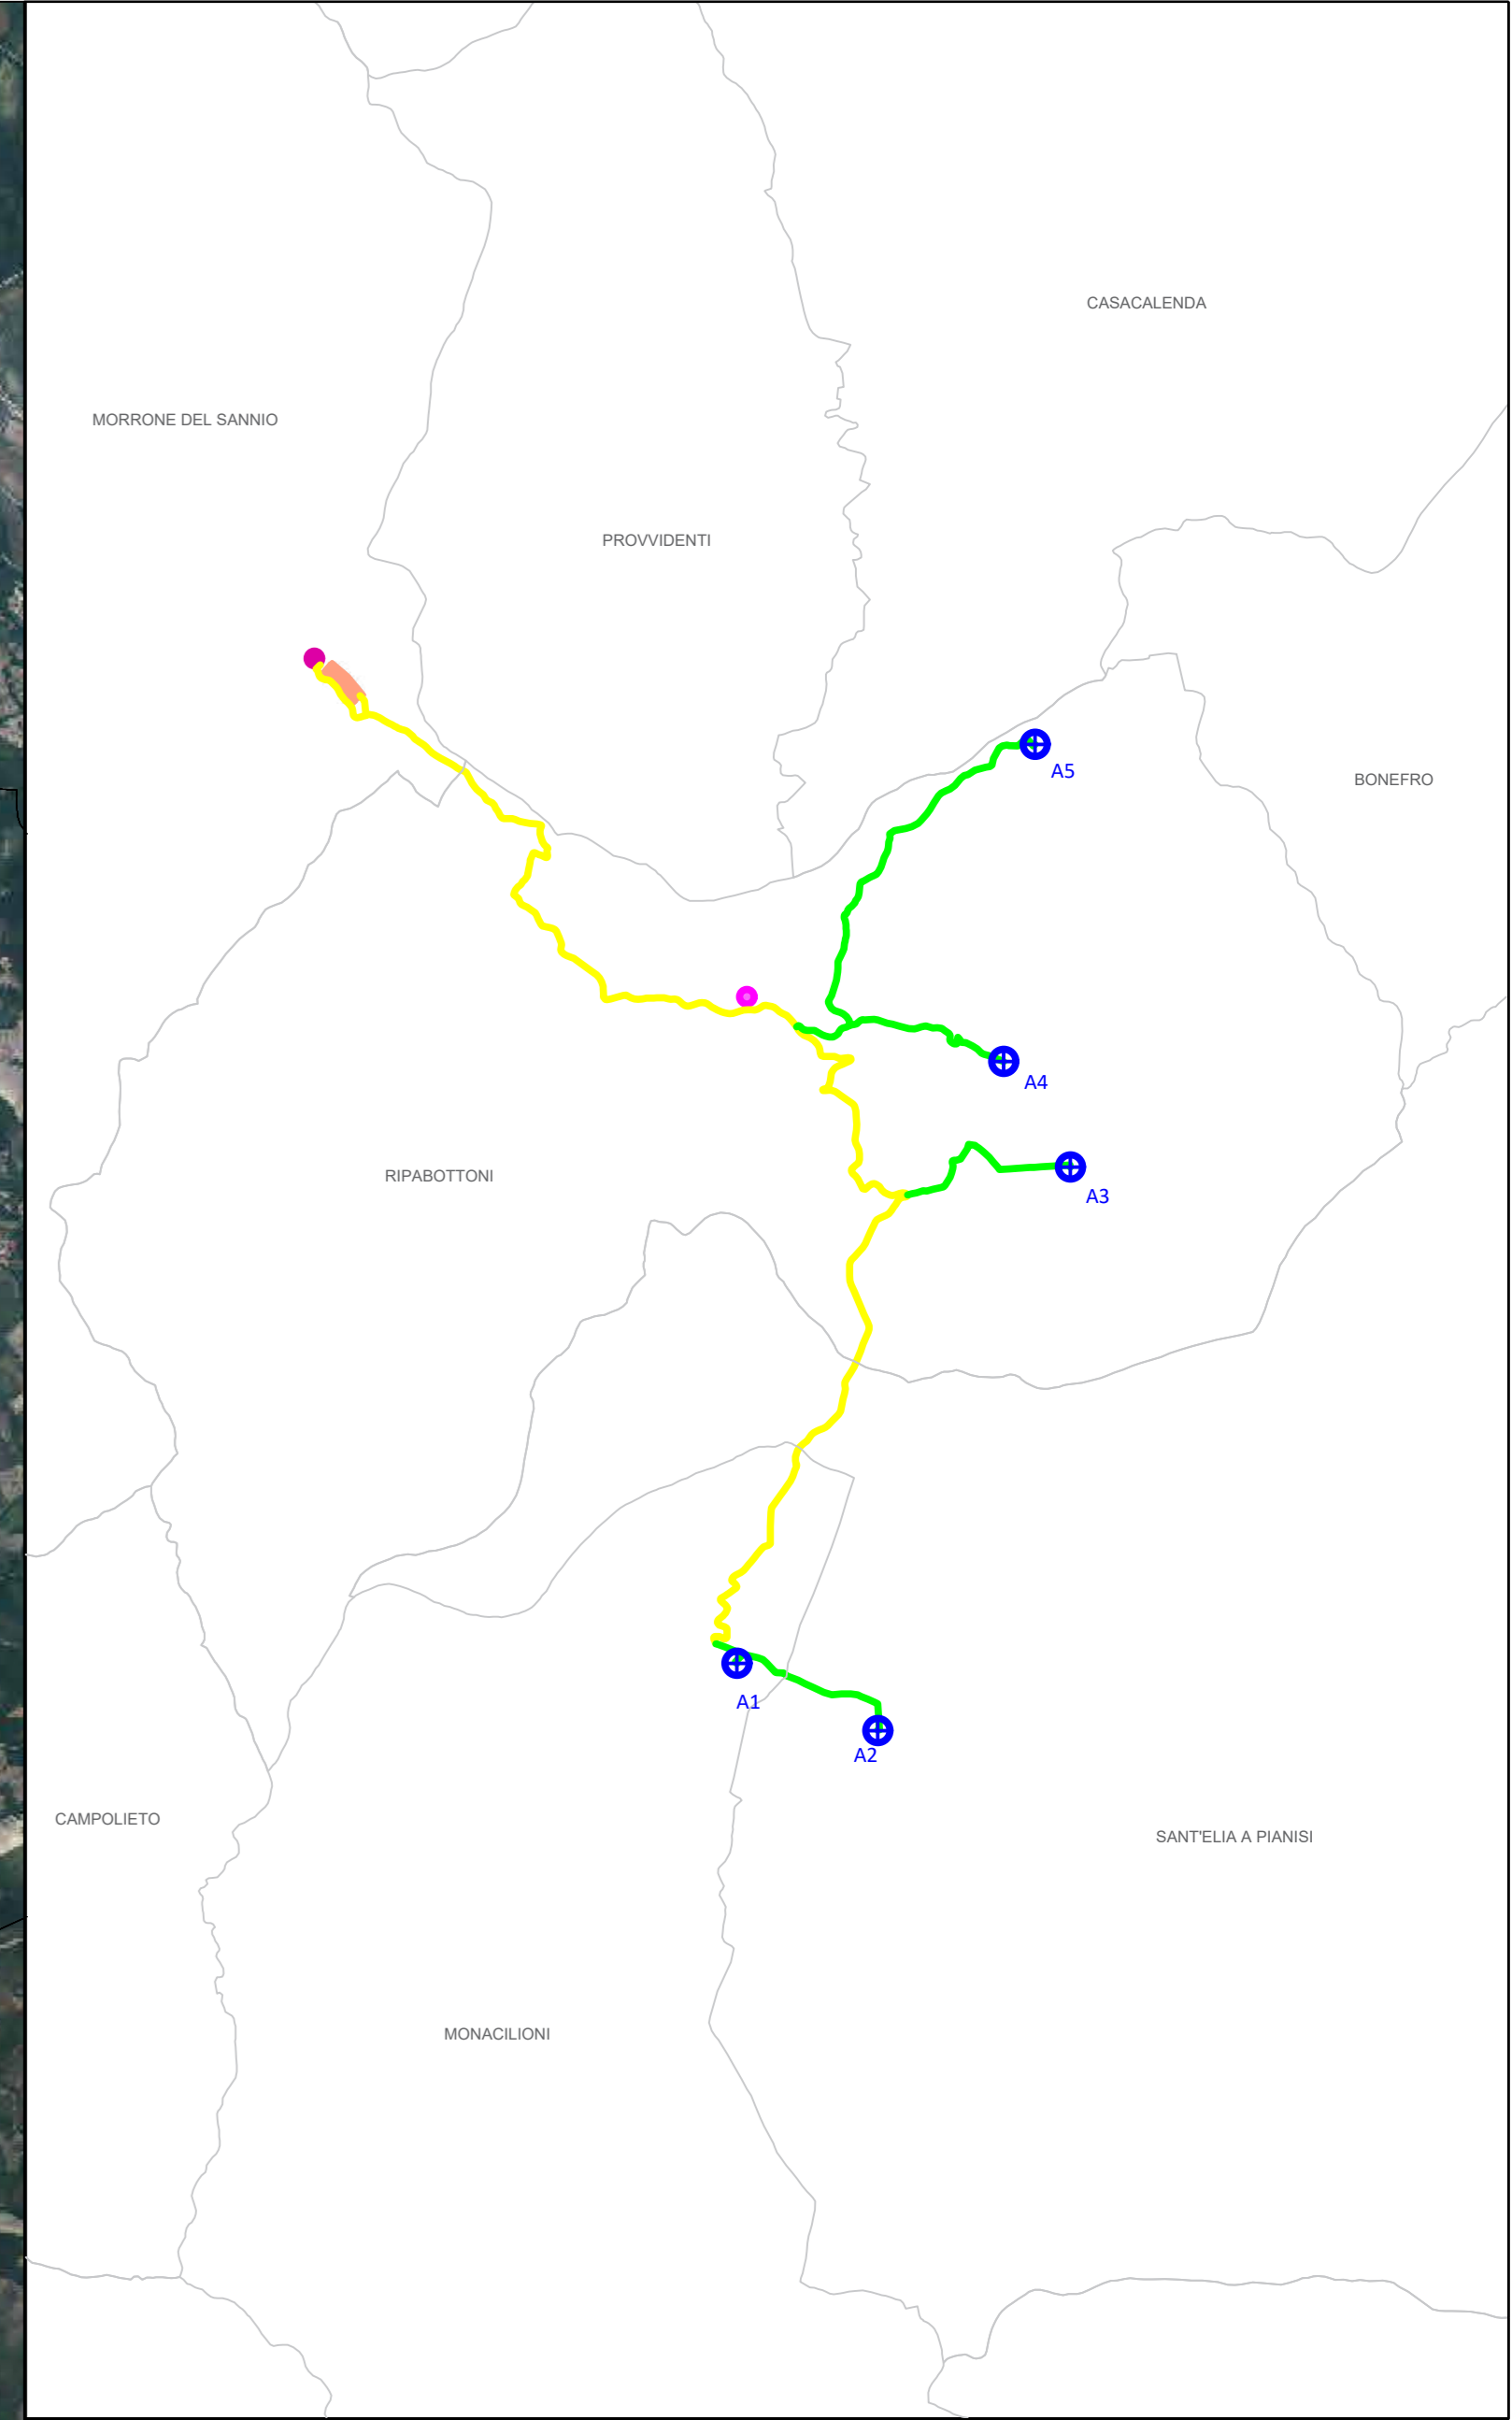 CASACALENDA
MORRONE DEL SANNIO
PROVVIDENTI
A5
BONEFRO
A4
RIPABOTTONI
A3
A1
A2
CAMPOLIETO
SANT'ELIA A PIANISI
MONACILIONI